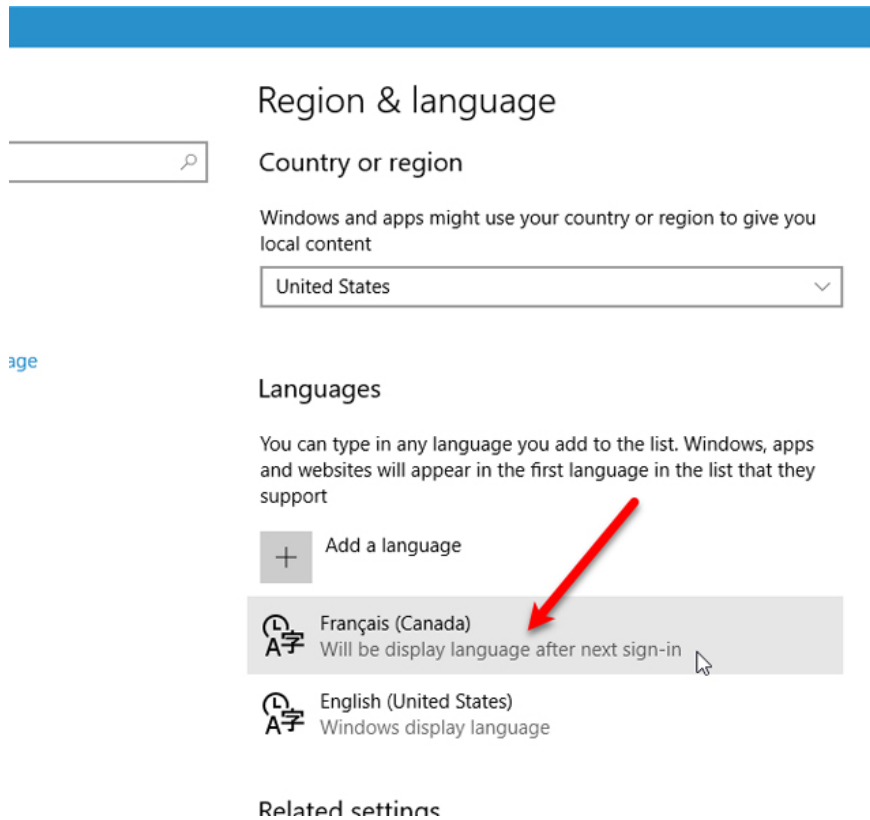 Region & language
Country or region
Windows and apps might use your country or region to give you
local content
United States
age
Languages
You can type in any language you add to the list. Windows, apps
and websites will appear in the first language in the list that they
support
Add a language
Français (Canada)
Will be display language after next sign-in
English (United States)
Windows display language
Related settings